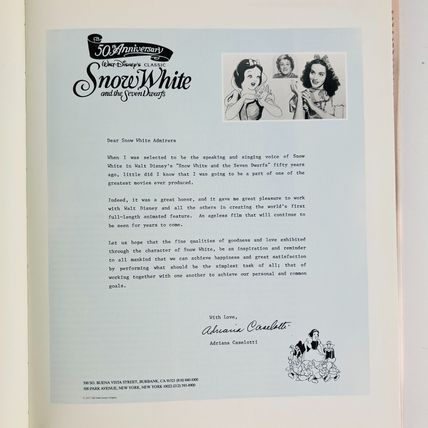 50th Anniversary
Walt Disney's CLASSIC
Snow White
and the Seven Dwarfs
Dear Snow White Admirers
When I was selected to be the speaking and singing voice of Snow
White in Walt Disney's "Snow White and the Seven Dwarfs" fifty years
ago, little did I know that I was going to be a part of one of the
greatest movies ever produced.
Indeed, it was a great honor, and it gave me great pleasure to work
with Walt Disney and all the others in creating the world's first
full-length animated feature. An ageless film that will continue to
be seen for years to come.
Let us hope that the fine qualities of goodness and love exhibited
through the character of Snow White, be an inspiration and reminder
to all mankind that we can achieve happiness and great satisfaction
by performing what should be the simplest task of all; that of
working together with one another to achieve our personal and common
goals.
With love,
Adriana Caselotti
Adriana Caselotti
500 SO. BUENA VISTA STREET, BURBANK, CA 91521 (818) 840-1000
500 PARK AVENUE, NEW YORK, NEW YORK 10022 (212)